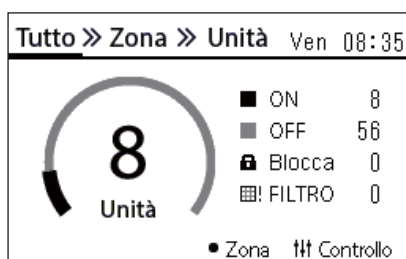 Tutto » Zona » Unità Ven 08:35
8
Unità
ON 8
OFF 56
Blocca 0
! FILTRO 0
• Zona Controllo